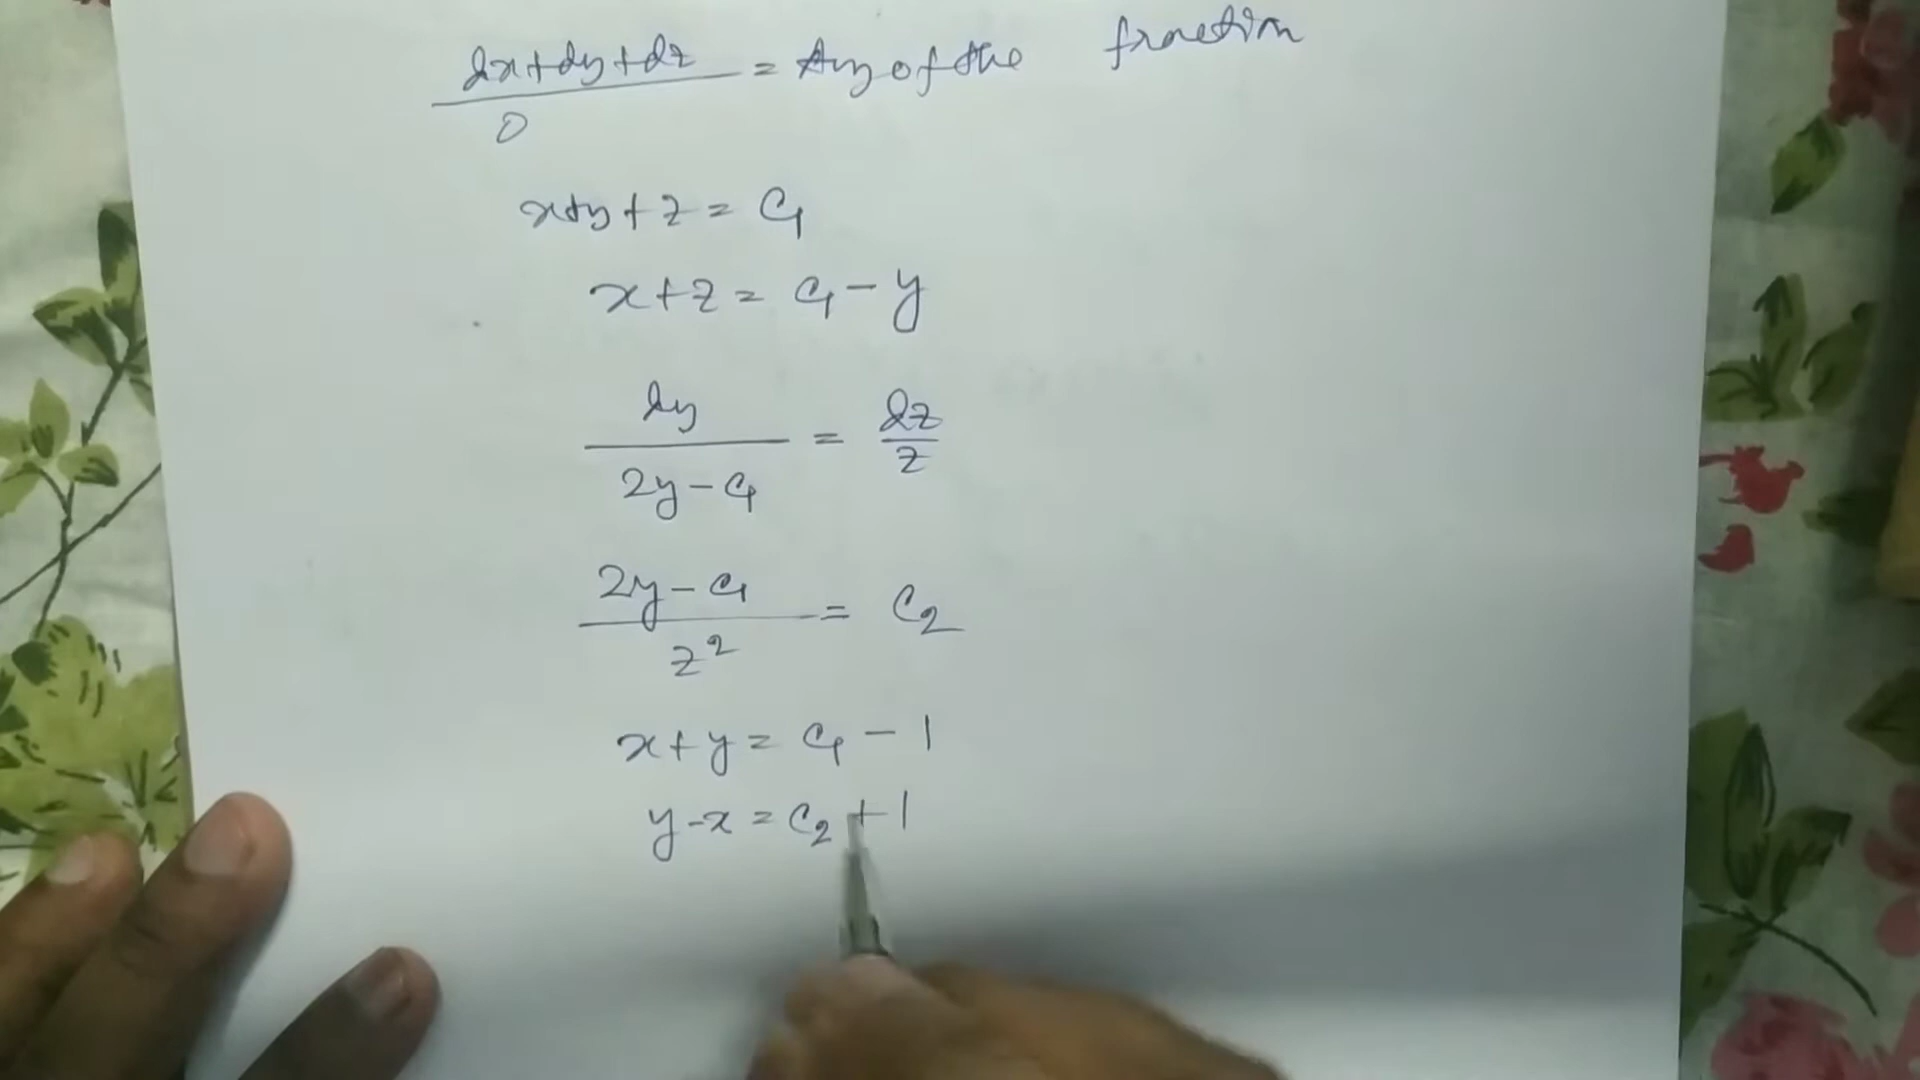 dx+dy+dz / 0 = Any of the fraction
x+y+z = C₁
x+z = C₁-y
dy / 2y-C₁ = dz / z
2y-C₁ / z² = C₂
x+y = C₁-1
y-x = C₂+1